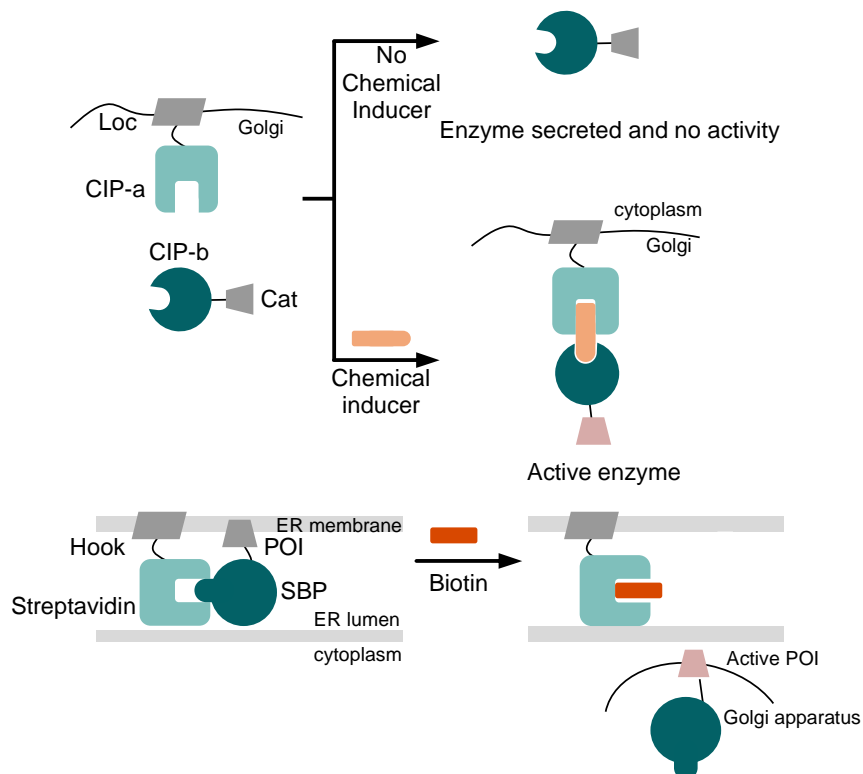 No
Chemical
Inducer
Enzyme secreted and no activity
Loc
Golgi
CIP-a
CIP-b
Cat
Chemical
inducer
cytoplasm
Golgi
Active enzyme
ER membrane
Hook
POI
Streptavidin
SBP
ER lumen
cytoplasm
Biotin
Active POI
Golgi apparatus